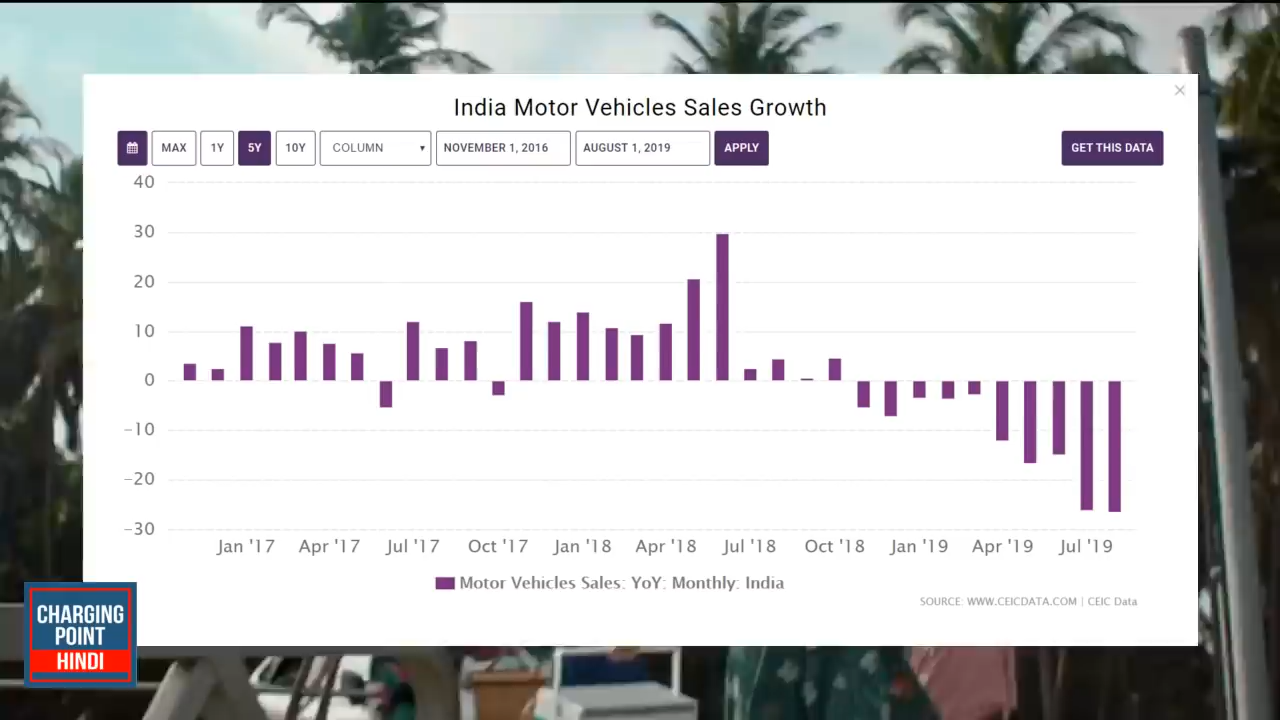 India Motor Vehicles Sales Growth
×
MAX 1Y 5Y 10Y COLUMN ▾ NOVEMBER 1, 2016 AUGUST 1, 2019 APPLY GET THIS DATA
40
30
20
10
0
−10
−20
−30
Jan '17 Apr '17 Jul '17 Oct '17 Jan '18 Apr '18 Jul '18 Oct '18 Jan '19 Apr '19 Jul '19
Motor Vehicles Sales: YoY: Monthly: India
SOURCE: WWW.CEICDATA.COM | CEIC Data
CHARGING
POINT
HINDI